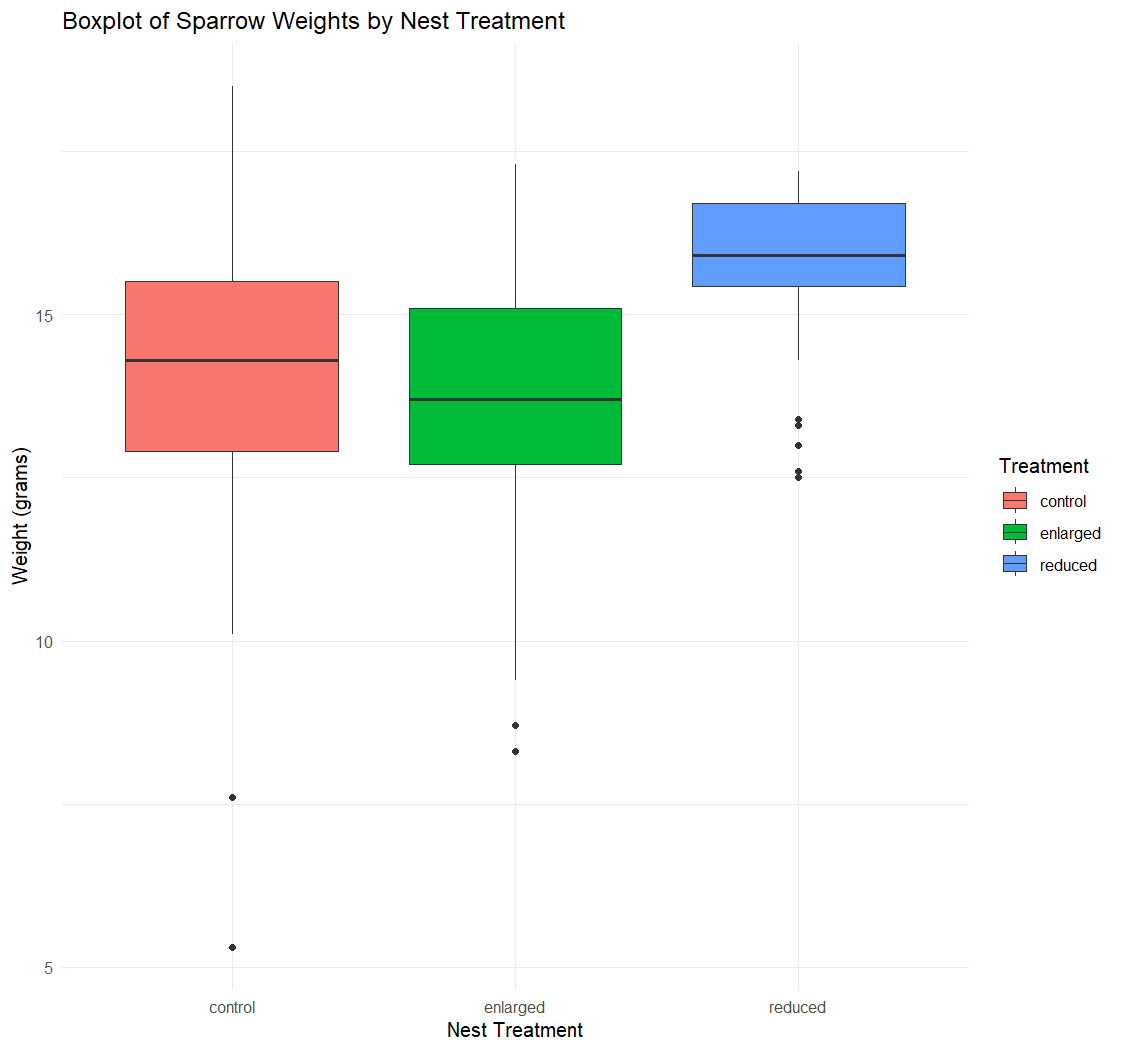 Boxplot of Sparrow Weights by Nest Treatment
15
10
5
Weight (grams)
control
enlarged
reduced
Nest Treatment
Treatment
control
enlarged
reduced